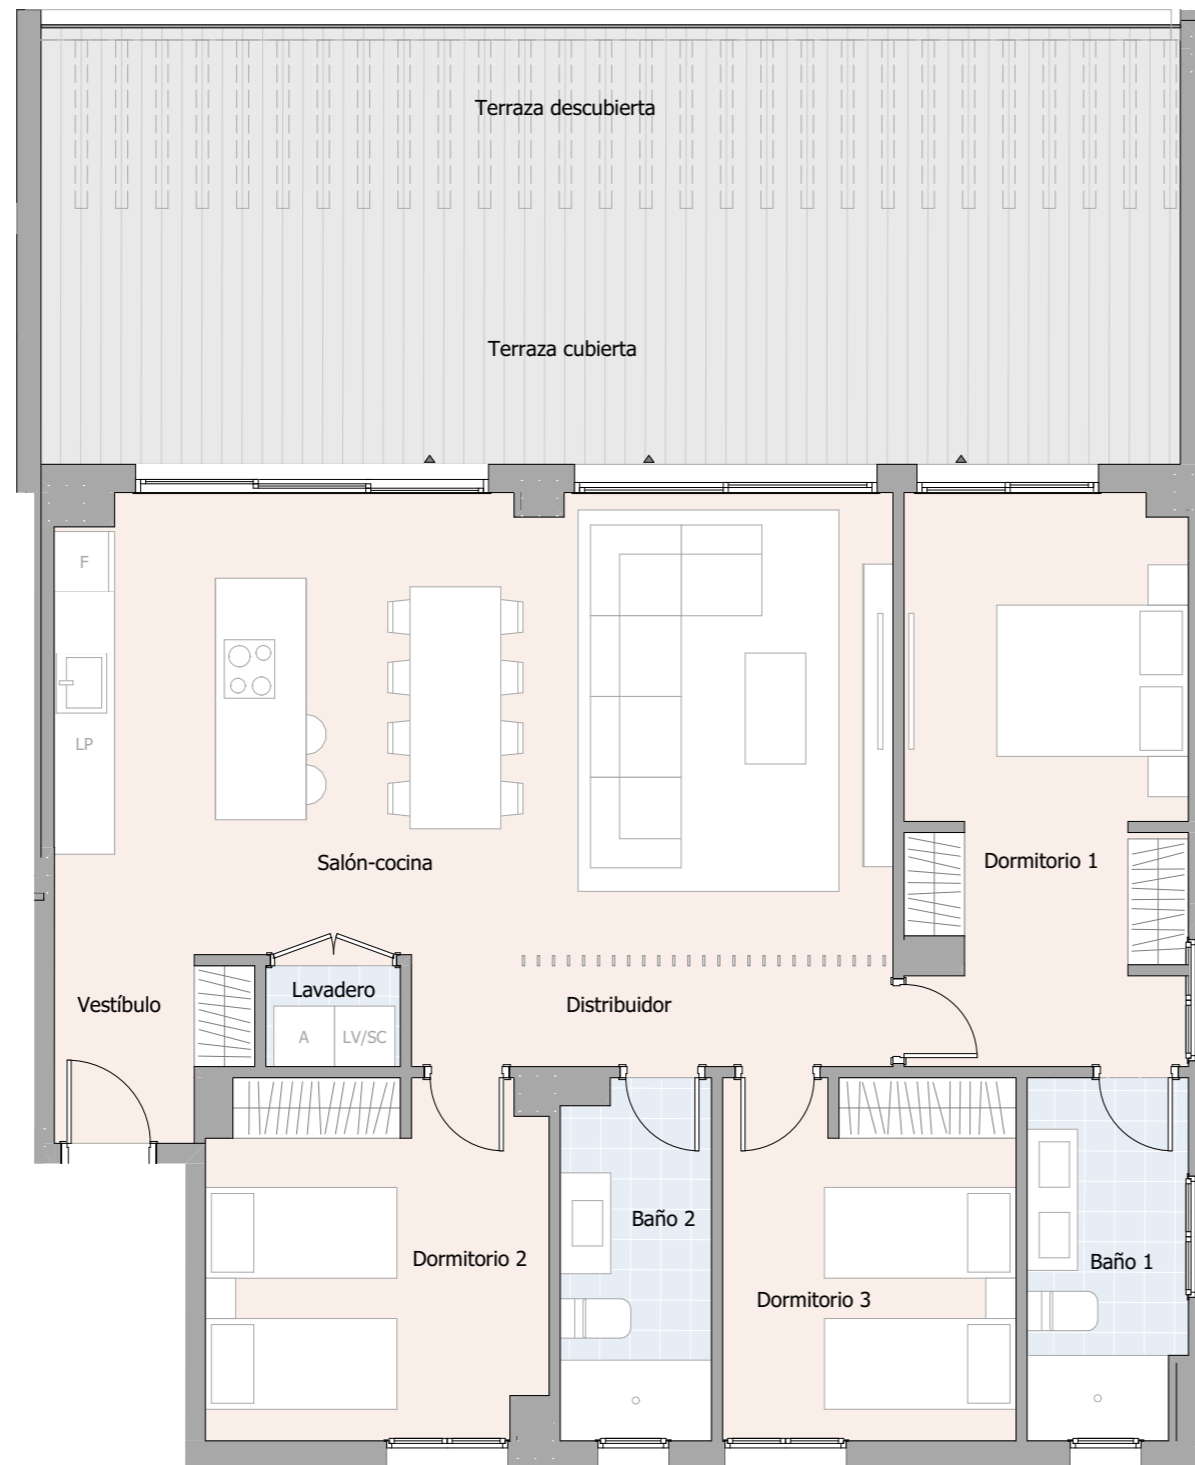 Terraza descubierta
Terraza cubierta
F
LP
Salón-cocina
Dormitorio 1
Vestíbulo
Lavadero
A
LV/SC
Distribuidor
Baño 2
Dormitorio 2
Dormitorio 3
Baño 1